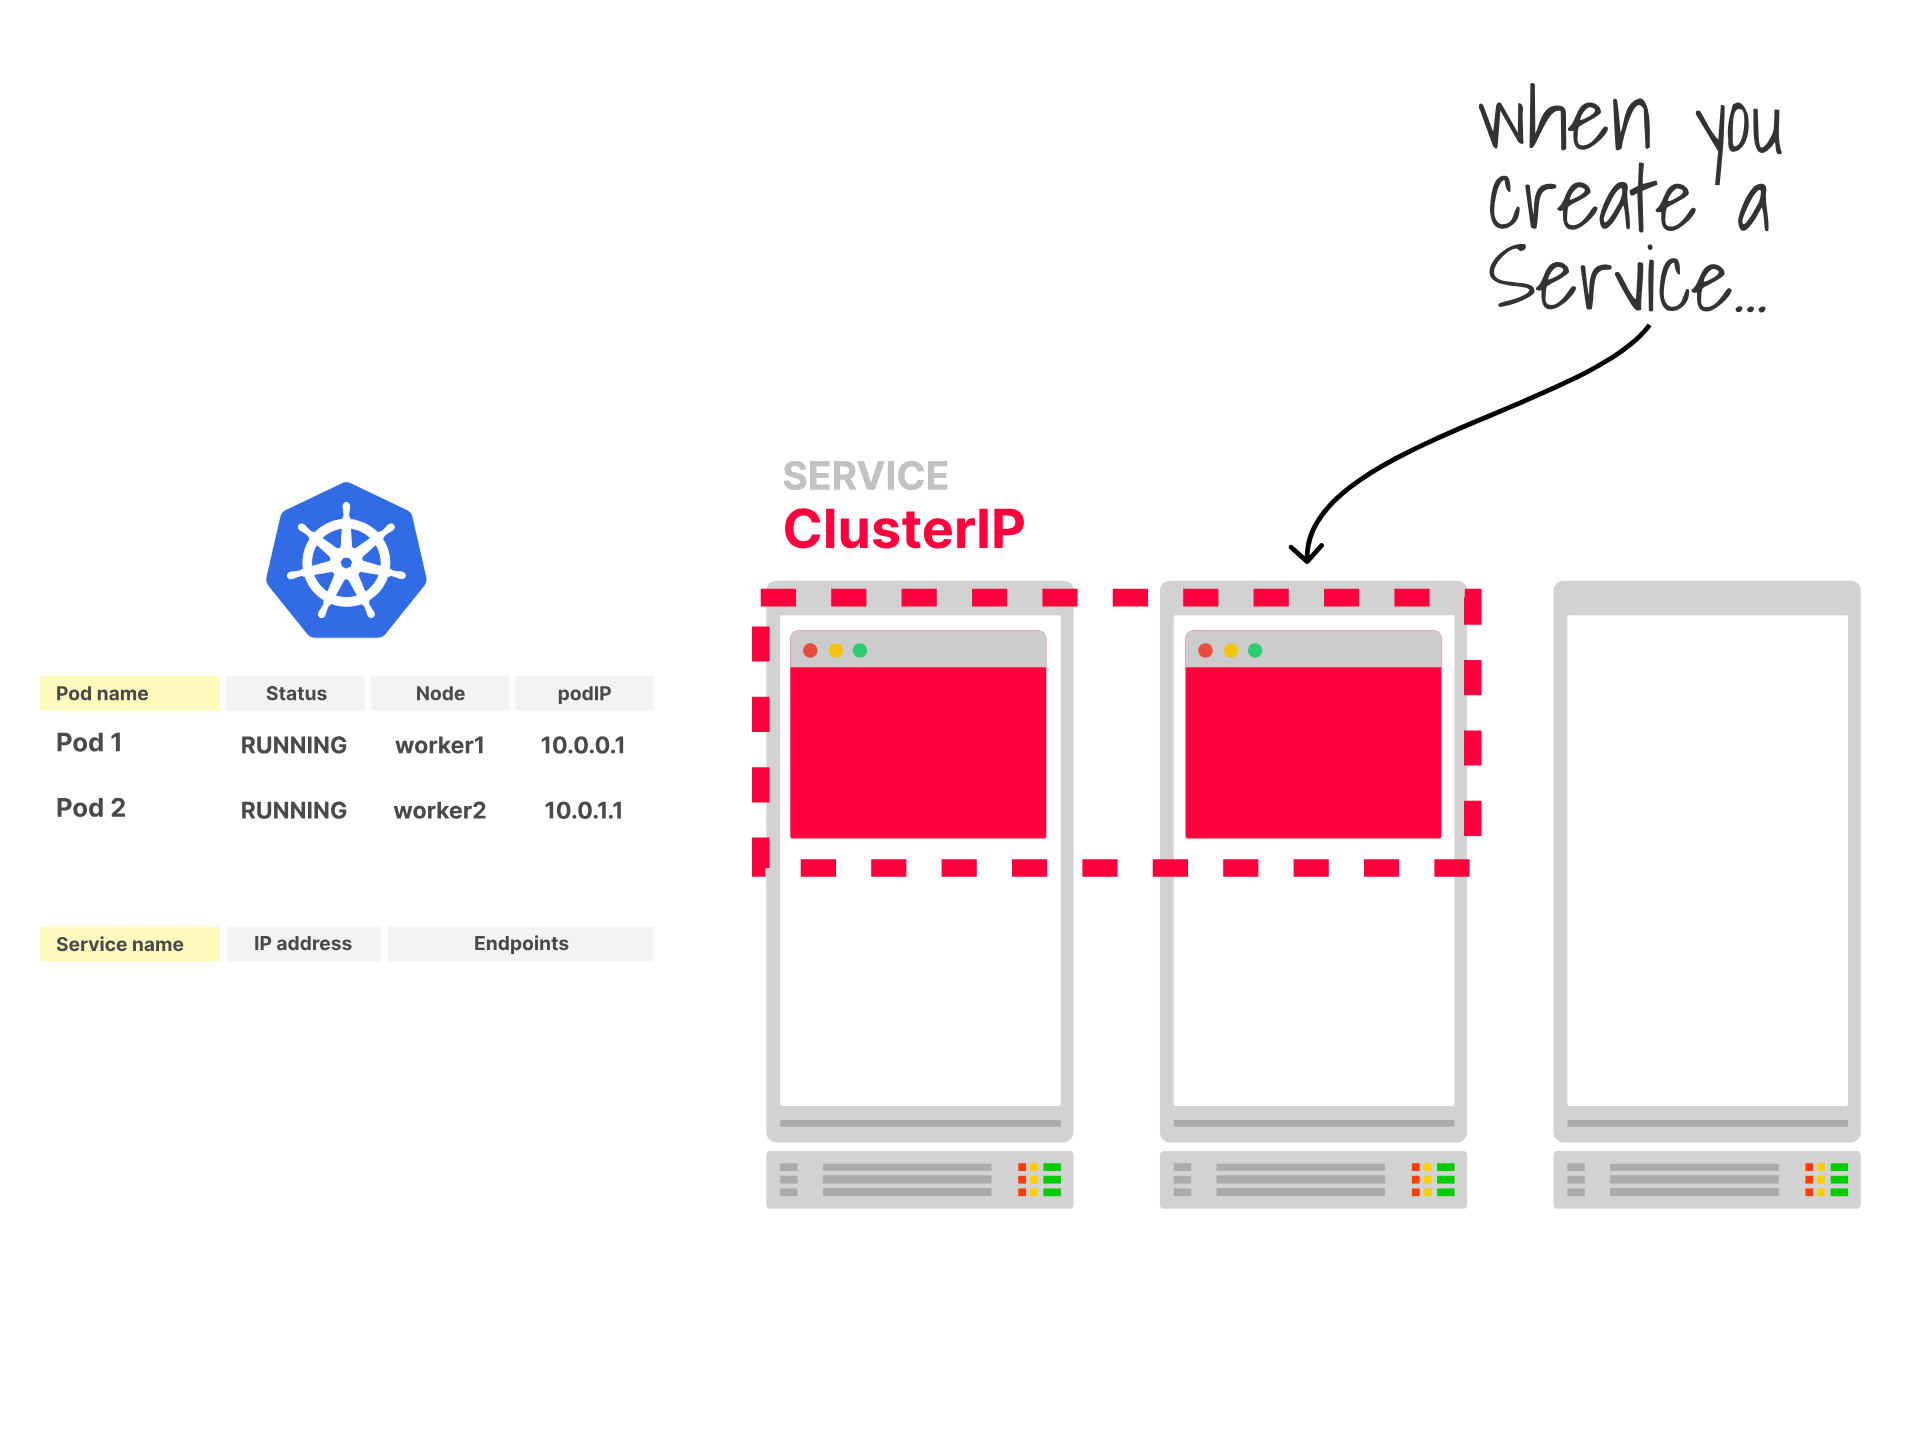 when you
create a
Service...
SERVICE
ClusterIP
Pod name Status Node podIP
Pod 1 RUNNING worker1 10.0.0.1
Pod 2 RUNNING worker2 10.0.1.1
Service name IP address Endpoints